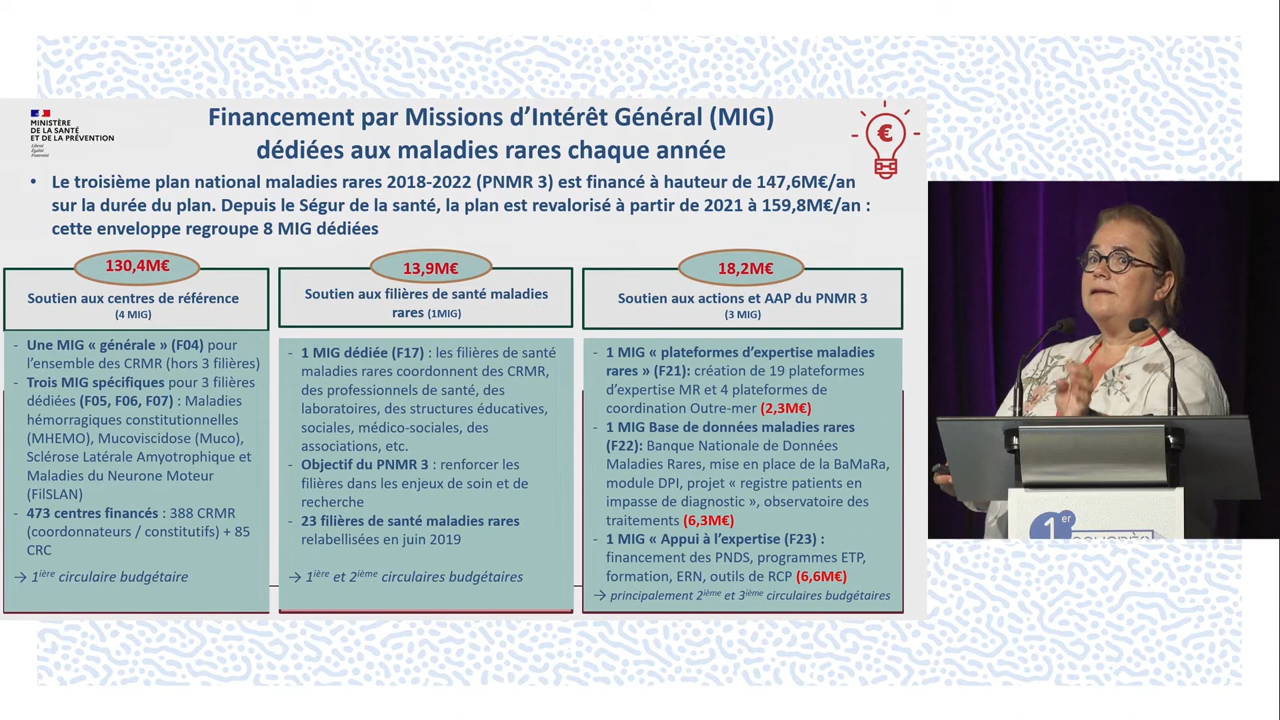 MINISTÈRE
DE LA SANTÉ
ET DE LA PRÉVENTION
Liberté
Égalité
Fraternité
Financement par Missions d'Intérêt Général (MIG)
dédiées aux maladies rares chaque année
€
• Le troisième plan national maladies rares 2018-2022 (PNMR 3) est financé à hauteur de 147,6M€/an
sur la durée du plan. Depuis le Ségur de la santé, la plan est revalorisé à partir de 2021 à 159,8M€/an :
cette enveloppe regroupe 8 MIG dédiées
130,4M€
Soutien aux centres de référence
(4 MIG)
- Une MIG « générale » (F04) pour
l'ensemble des CRMR (hors 3 filières)
- Trois MIG spécifiques pour 3 filières
dédiées (F05, F06, F07) : Maladies
hémorragiques constitutionnelles
(MHEMO), Mucoviscidose (Muco),
Sclérose Latérale Amyotrophique et
Maladies du Neurone Moteur
(FilSLAN)
- 473 centres financés : 388 CRMR
(coordonnateurs / constitutifs) + 85
CRC
→ 1ière circulaire budgétaire
13,9M€
Soutien aux filières de santé maladies
rares (1MIG)
- 1 MIG dédiée (F17) : les filières de santé
maladies rares coordonnent des CRMR,
des professionnels de santé, des
laboratoires, des structures éducatives,
sociales, médico-sociales, des
associations, etc.
- Objectif du PNMR 3 : renforcer les
filières dans les enjeux de soin et de
recherche
- 23 filières de santé maladies rares
relabellisées en juin 2019
→ 1ière et 2ième circulaires budgétaires
18,2M€
Soutien aux actions et AAP du PNMR 3
(3 MIG)
- 1 MIG « plateformes d'expertise maladies
rares » (F21): création de 19 plateformes
d'expertise MR et 4 plateformes de
coordination Outre-mer (2,3M€)
- 1 MIG Base de données maladies rares
(F22): Banque Nationale de Données
Maladies Rares, mise en place de la BaMaRa,
module DPI, projet « registre patients en
impasse de diagnostic », observatoire des
traitements (6,3M€)
- 1 MIG « Appui à l'expertise (F23) :
financement des PNDS, programmes ETP,
formation, ERN, outils de RCP (6,6M€)
→ principalement 2ième et 3ième circulaires budgétaires
1er